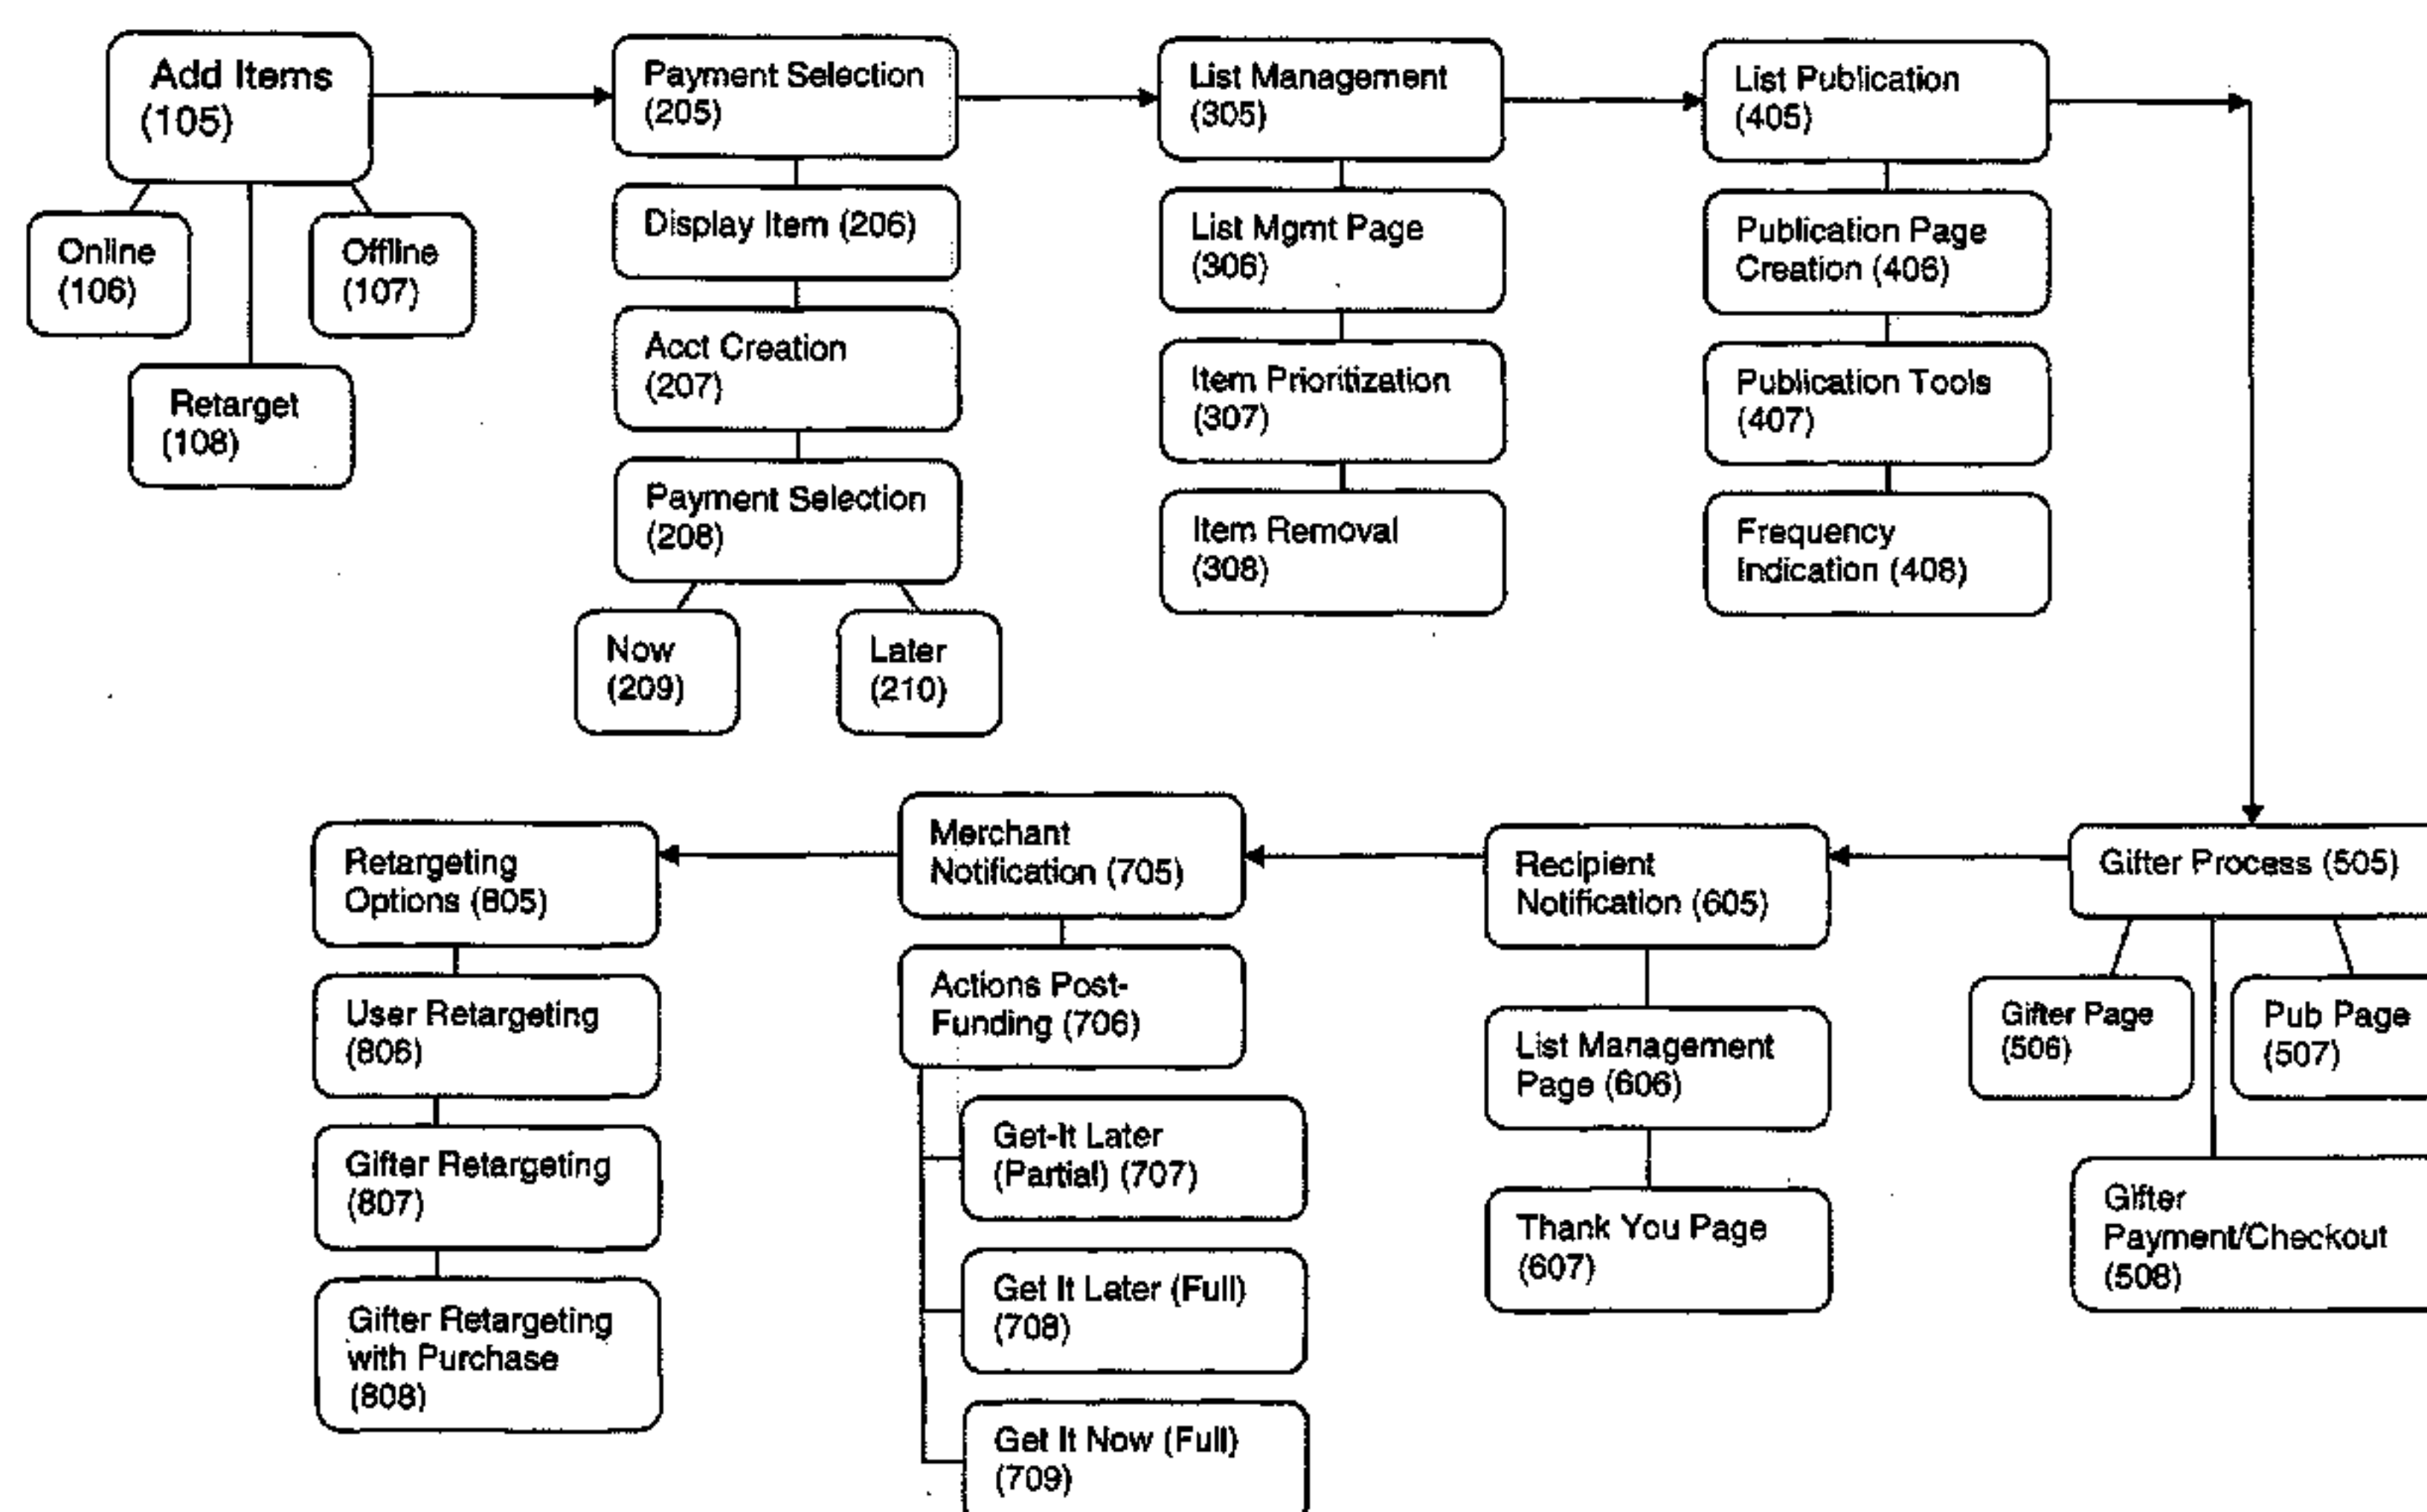 Add Items
(105)
Online
(106)
Offline
(107)
Retarget
(108)
Payment Selection
(205)
Display Item (206)
Acct Creation
(207)
Payment Selection
(208)
Now
(209)
Later
(210)
List Management
(305)
List Mgmt Page
(306)
Item Prioritization
(307)
Item Removal
(308)
List Publication
(405)
Publication Page
Creation (406)
Publication Tools
(407)
Frequency
Indication (408)
Gifter Process (505)
Gifter Page
(506)
Pub Page
(507)
Gifter
Payment/Checkout
(508)
Recipient
Notification (605)
List Management
Page (606)
Thank You Page
(607)
Merchant
Notification (705)
Actions Post-
Funding (706)
Get-It Later
(Partial) (707)
Get It Later (Full)
(708)
Get It Now (Full)
(709)
Retargeting
Options (805)
User Retargeting
(806)
Gifter Retargeting
(807)
Gifter Retargeting
with Purchase
(808)